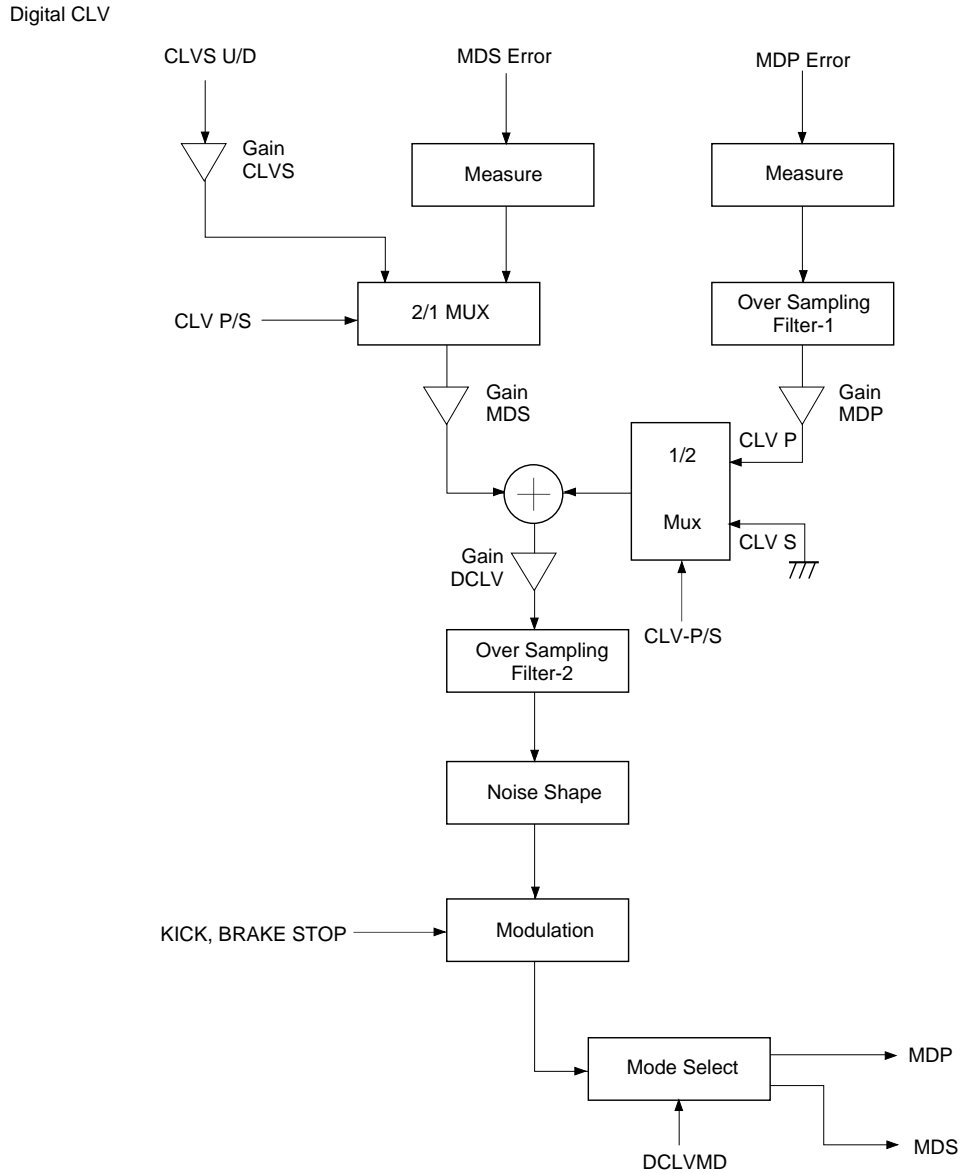 Digital CLV
CLVS U/D
MDS Error
MDP Error
Gain
CLVS
Measure
Measure
CLV P/S
2/1 MUX
Over Sampling
Filter-1
Gain
MDS
Gain
MDP
CLV P
1/2
Mux
CLV S
Gain
DCLV
CLV-P/S
Over Sampling
Filter-2
Noise Shape
KICK, BRAKE STOP
Modulation
Mode Select
MDP
MDS
DCLVMD